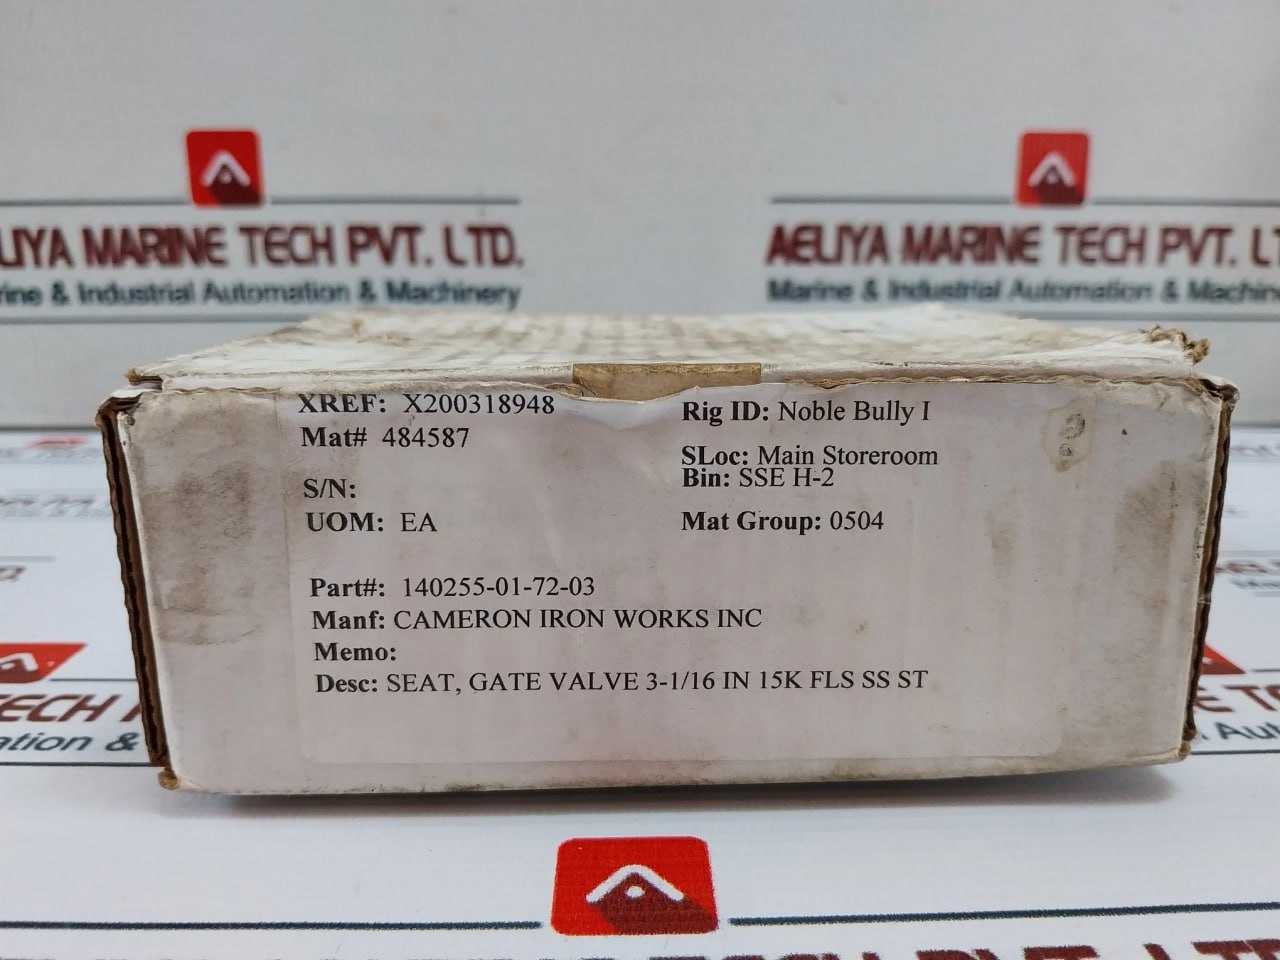 AELIYA MARINE TECH PVT. LTD.
Marine & Industrial Automation & Machinery
XREF: X200318948
Mat# 484587
S/N:
UOM: EA
Rig ID: Noble Bully I
SLoc: Main Storeroom
Bin: SSE H-2
Mat Group: 0504
Part#: 140255-01-72-03
Manf: CAMERON IRON WORKS INC
Memo:
Desc: SEAT, GATE VALVE 3-1/16 IN 15K FLS SS ST